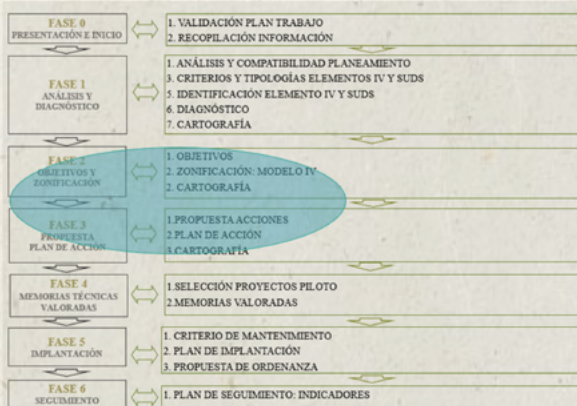 FASE 0
PRESENTACIÓN E INICIO
1. VALIDACIÓN PLAN TRABAJO
2. RECOPILACIÓN INFORMACIÓN
FASE 1
ANÁLISIS Y
DIAGNÓSTICO
1. ANÁLISIS Y COMPATIBILIDAD PLANEAMIENTO
3. CRITERIOS Y TIPOLOGÍAS ELEMENTOS IV Y SUDS
5. IDENTIFICACIÓN ELEMENTO IV Y SUDS
6. DIAGNÓSTICO
7. CARTOGRAFÍA
FASE 2
OBJETIVOS Y
ZONIFICACIÓN
1. OBJETIVOS
2. ZONIFICACIÓN: MODELO IV
2. CARTOGRAFÍA
FASE 3
PROPUESTA
PLAN DE ACCIÓN
1.PROPUESTA ACCIONES
2.PLAN DE ACCIÓN
3.CARTOGRAFÍA
FASE 4
MEMORIAS TÉCNICAS
VALORADAS
1.SELECCIÓN PROYECTOS PILOTO
2.MEMORIAS VALORADAS
FASE 5
IMPLANTACIÓN
1. CRITERIO DE MANTENIMIENTO
2. PLAN DE IMPLANTACIÓN
3. PROPUESTA DE ORDENANZA
FASE 6
SEGUIMIENTO
1. PLAN DE SEGUIMIENTO: INDICADORES